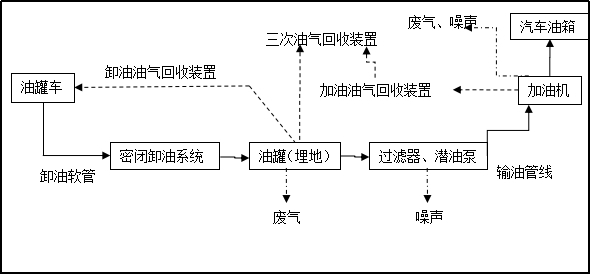 废气、噪声
汽车油箱
三次油气回收装置
卸油油气回收装置
油罐车
加油油气回收装置
加油机
密闭卸油系统
油罐（埋地）
过滤器、潜油泵
卸油软管
输油管线
废气
噪声